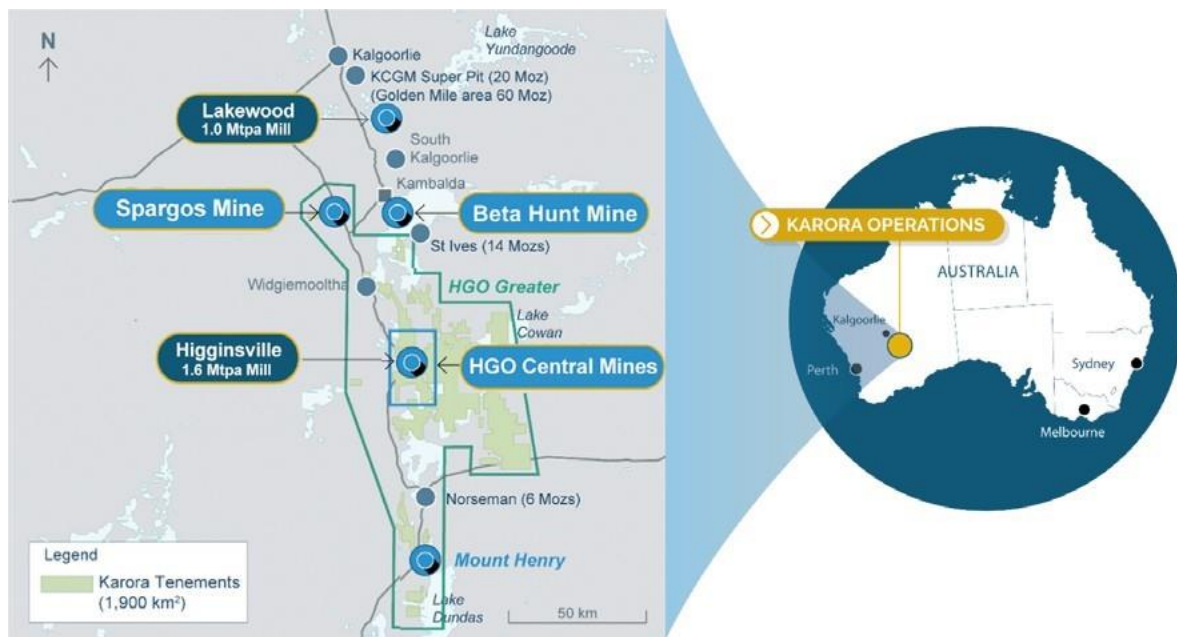 N
Kalgoorlie
Lake
Yundangoode
KCGM Super Pit (20 Moz)
(Golden Mile area 60 Moz)
Lakewood
1.0 Mtpa Mill
South
Kalgoorlie
Kambalda
Spargos Mine
Beta Hunt Mine
St Ives (14 Mozs)
Widgiemooltha
HGO Greater
Lake
Cowan
Higginsville
1.6 Mtpa Mill
HGO Central Mines
Norseman (6 Mozs)
Mount Henry
Lake
Dundas
Legend
Karora Tenements
(1,900 km²)
50 km
KARORA OPERATIONS
AUSTRALIA
Kalgoorlie
Perth
Sydney
Melbourne